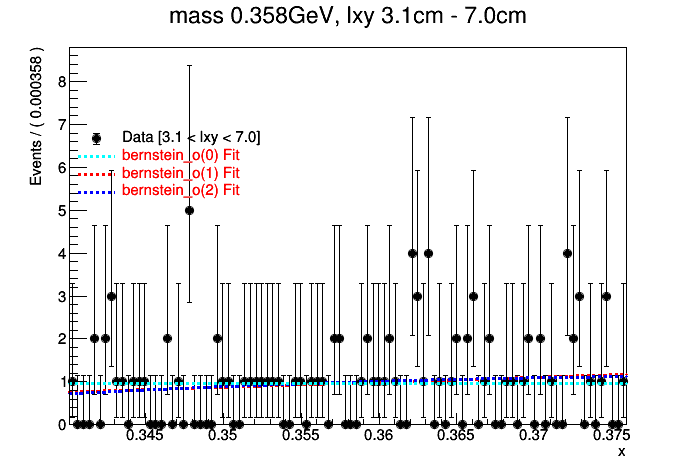 mass 0.358GeV, lxy 3.1cm - 7.0cm
Events / ( 0.000358 )
8
7
6
5
4
3
2
1
0
Data [3.1 < lxy < 7.0]
bernstein_o(0) Fit
bernstein_o(1) Fit
bernstein_o(2) Fit
0.345 0.35 0.355 0.36 0.365 0.37 0.375
x